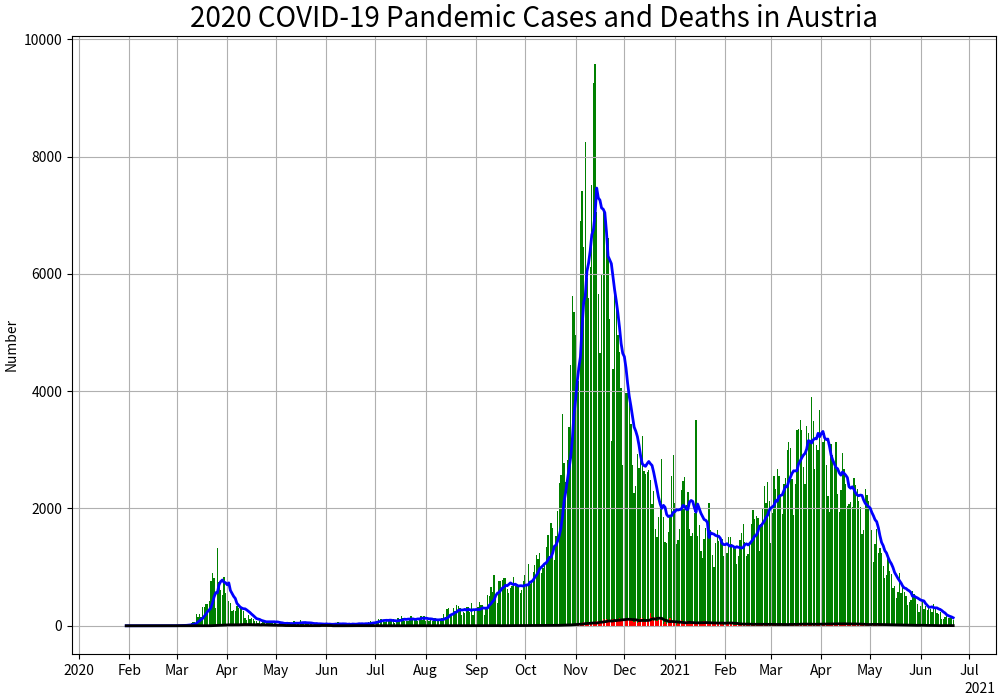 2020 COVID-19 Pandemic Cases and Deaths in Austria
10000
8000
6000
4000
2000
0
Number
2020 Feb Mar Apr May Jun Jul Aug Sep Oct Nov Dec 2021 Feb Mar Apr May Jun Jul
2021